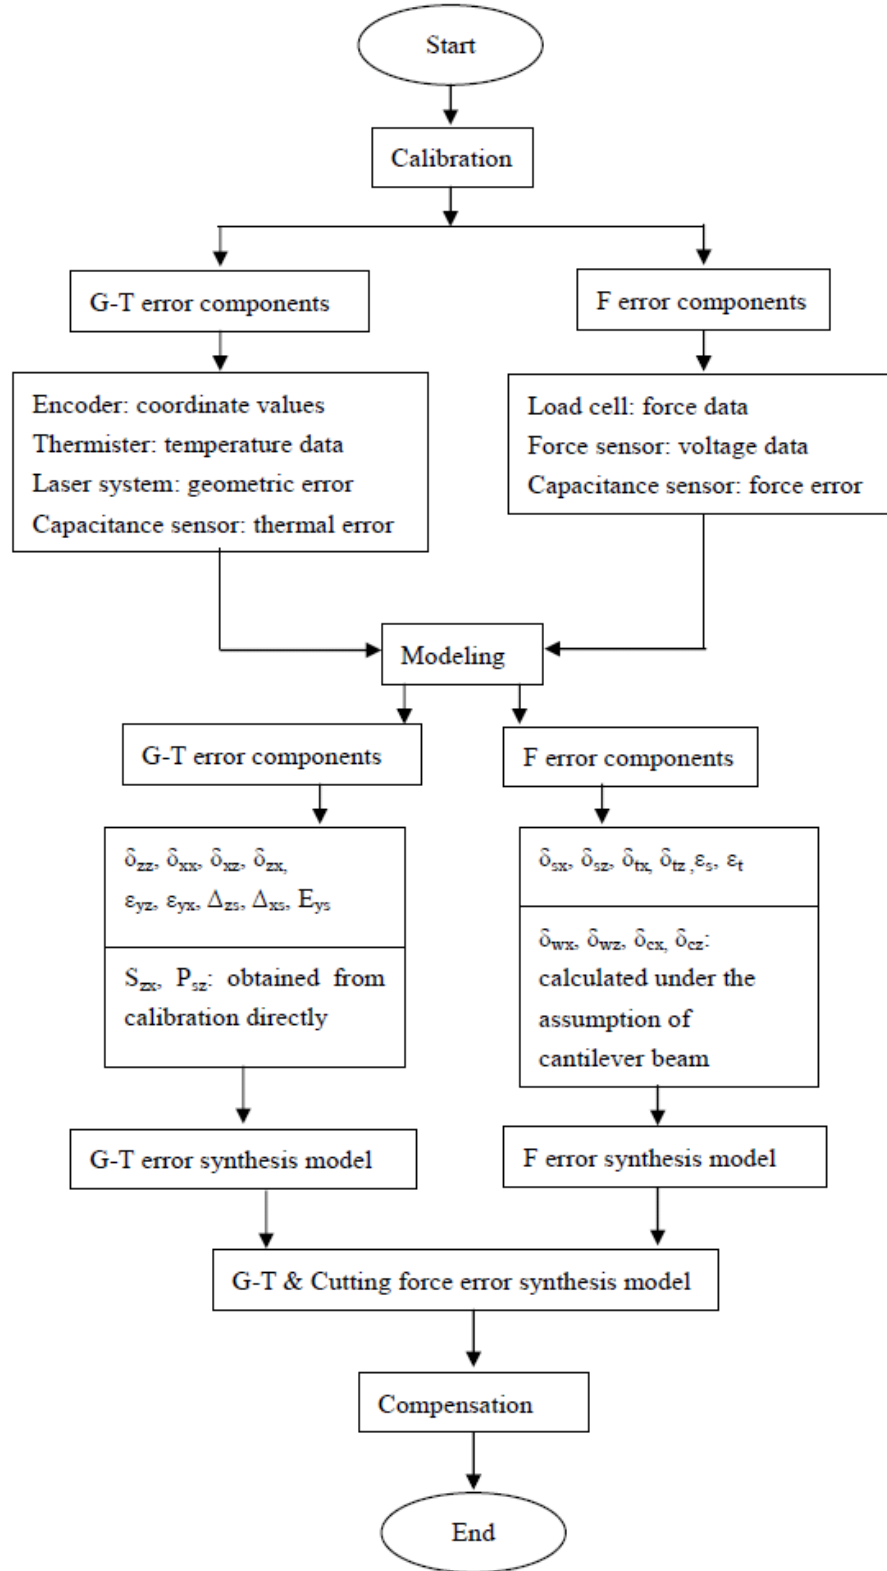 Start
Calibration
G-T error components
F error components
Encoder: coordinate values
Thermister: temperature data
Laser system: geometric error
Capacitance sensor: thermal error
Load cell: force data
Force sensor: voltage data
Capacitance sensor: force error
Modeling
G-T error components
F error components
δzz, δxx, δxz, δzx,
εyz, εyx, Δzs, Δxs, Eys
Szx, Psz: obtained from
calibration directly
δsx, δsz, δtx, δtz ,εs, εt
δwx, δwz, δcx, δcz:
calculated under the
assumption of
cantilever beam
G-T error synthesis model
F error synthesis model
G-T & Cutting force error synthesis model
Compensation
End